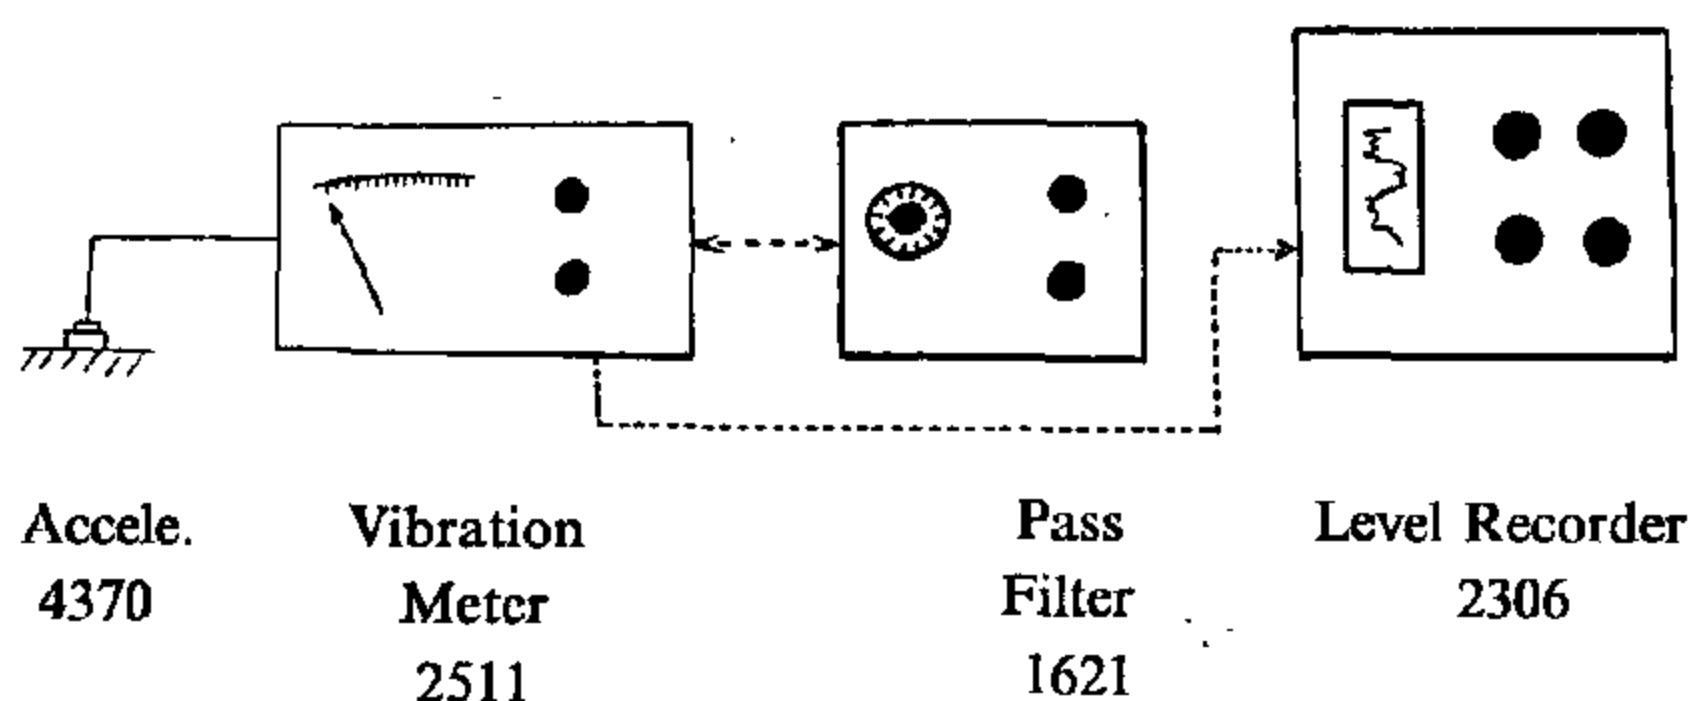 Accele.
4370
Vibration
Meter
2511
Pass
Filter
1621
Level Recorder
2306